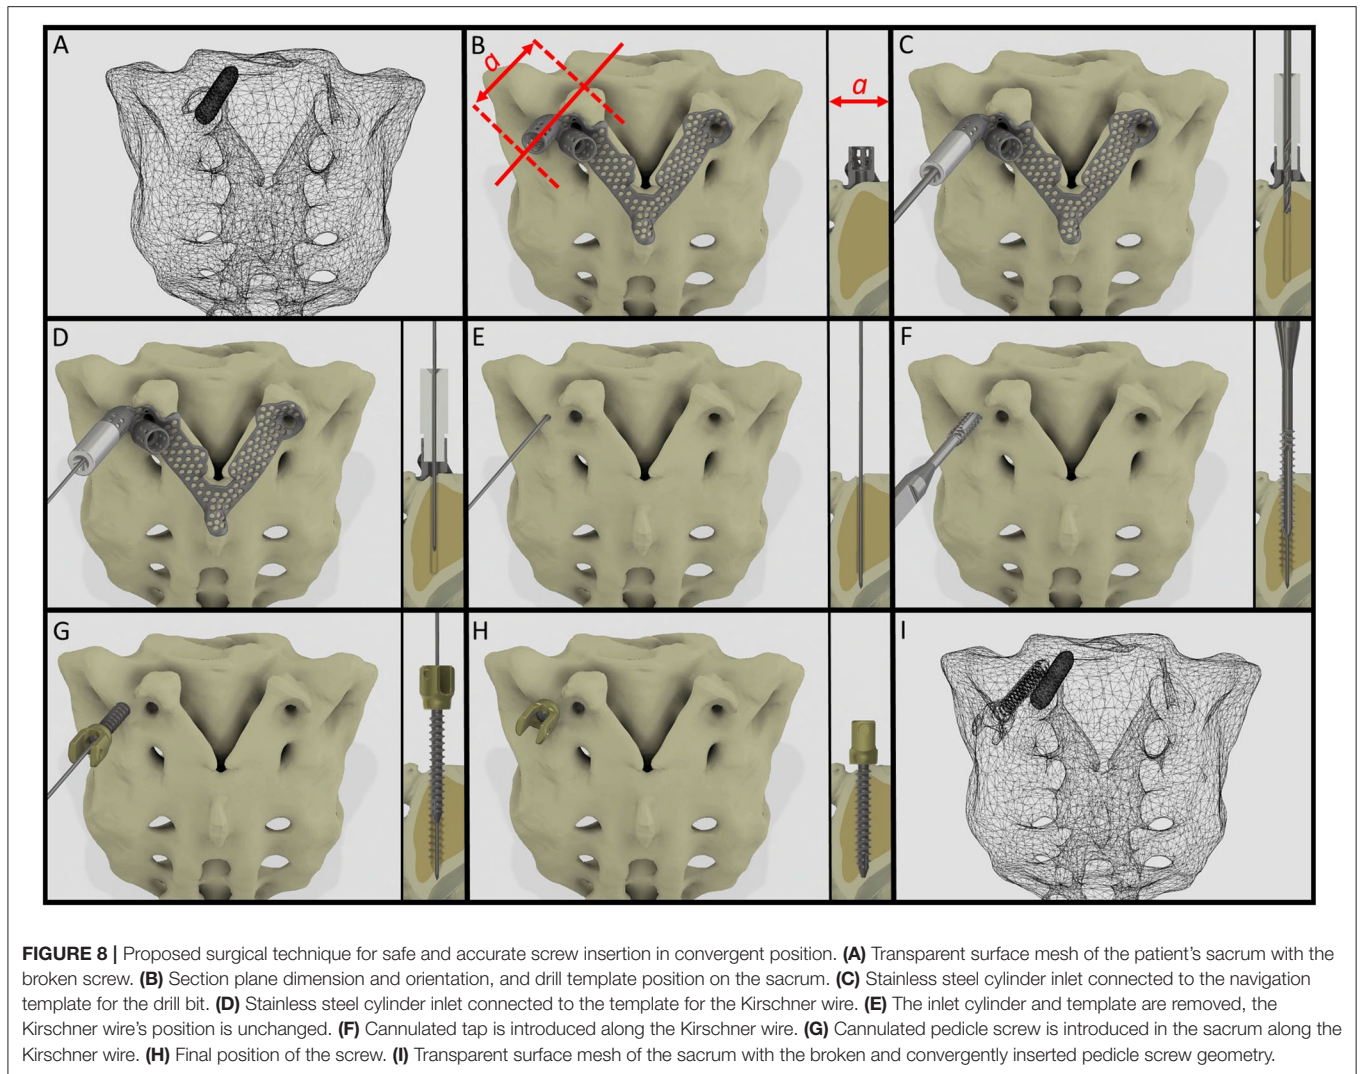 A
B
a
a
C
D
E
F
G
H
I
FIGURE 8 | Proposed surgical technique for safe and accurate screw insertion in convergent position. (A) Transparent surface mesh of the patient's sacrum with the
broken screw. (B) Section plane dimension and orientation, and drill template position on the sacrum. (C) Stainless steel cylinder inlet connected to the navigation
template for the drill bit. (D) Stainless steel cylinder inlet connected to the template for the Kirschner wire. (E) The inlet cylinder and template are removed, the
Kirschner wire's position is unchanged. (F) Cannulated tap is introduced along the Kirschner wire. (G) Cannulated pedicle screw is introduced in the sacrum along the
Kirschner wire. (H) Final position of the screw. (I) Transparent surface mesh of the sacrum with the broken and convergently inserted pedicle screw geometry.